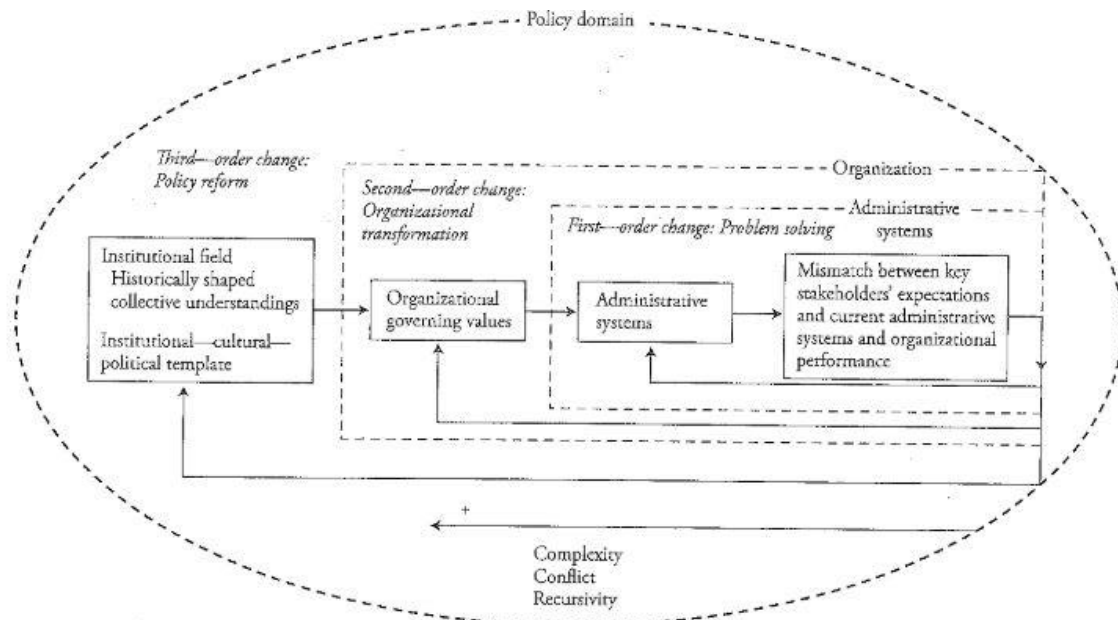 Policy domain
Third—order change:
Policy reform
Organization
Second—order change:
Organizational
transformation
Administrative
systems
First—order change: Problem solving
Institutional field
Historically shaped
collective understandings
Institutional—cultural—
political template
Organizational
governing values
Administrative
systems
Mismatch between key
stakeholders' expectations
and current administrative
systems and organizational
performance
+
Complexity
Conflict
Recursivity